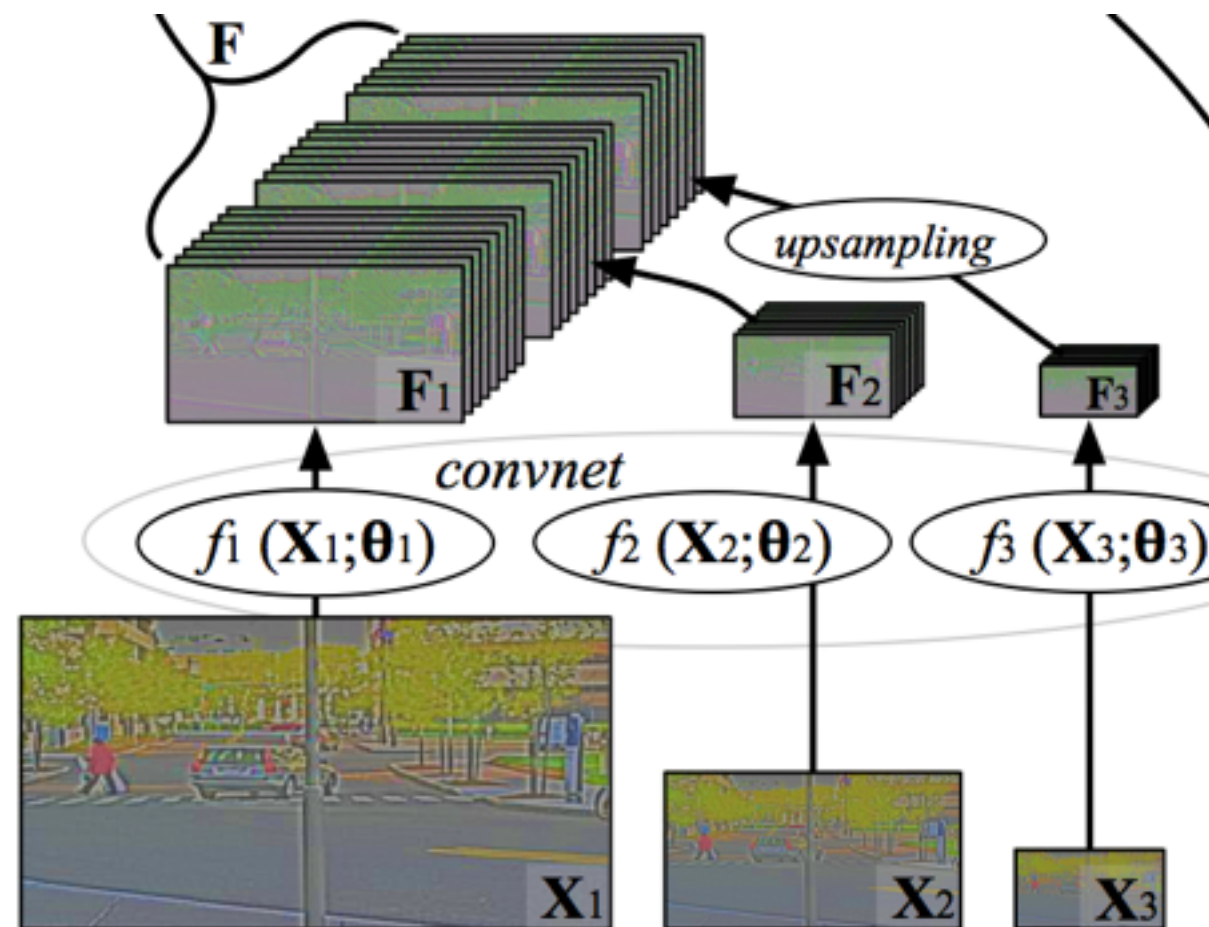 F
upsampling
F1
F2
F3
convnet
f1 (X1;θ1)
f2 (X2;θ2)
f3 (X3;θ3)
X1
X2
X3